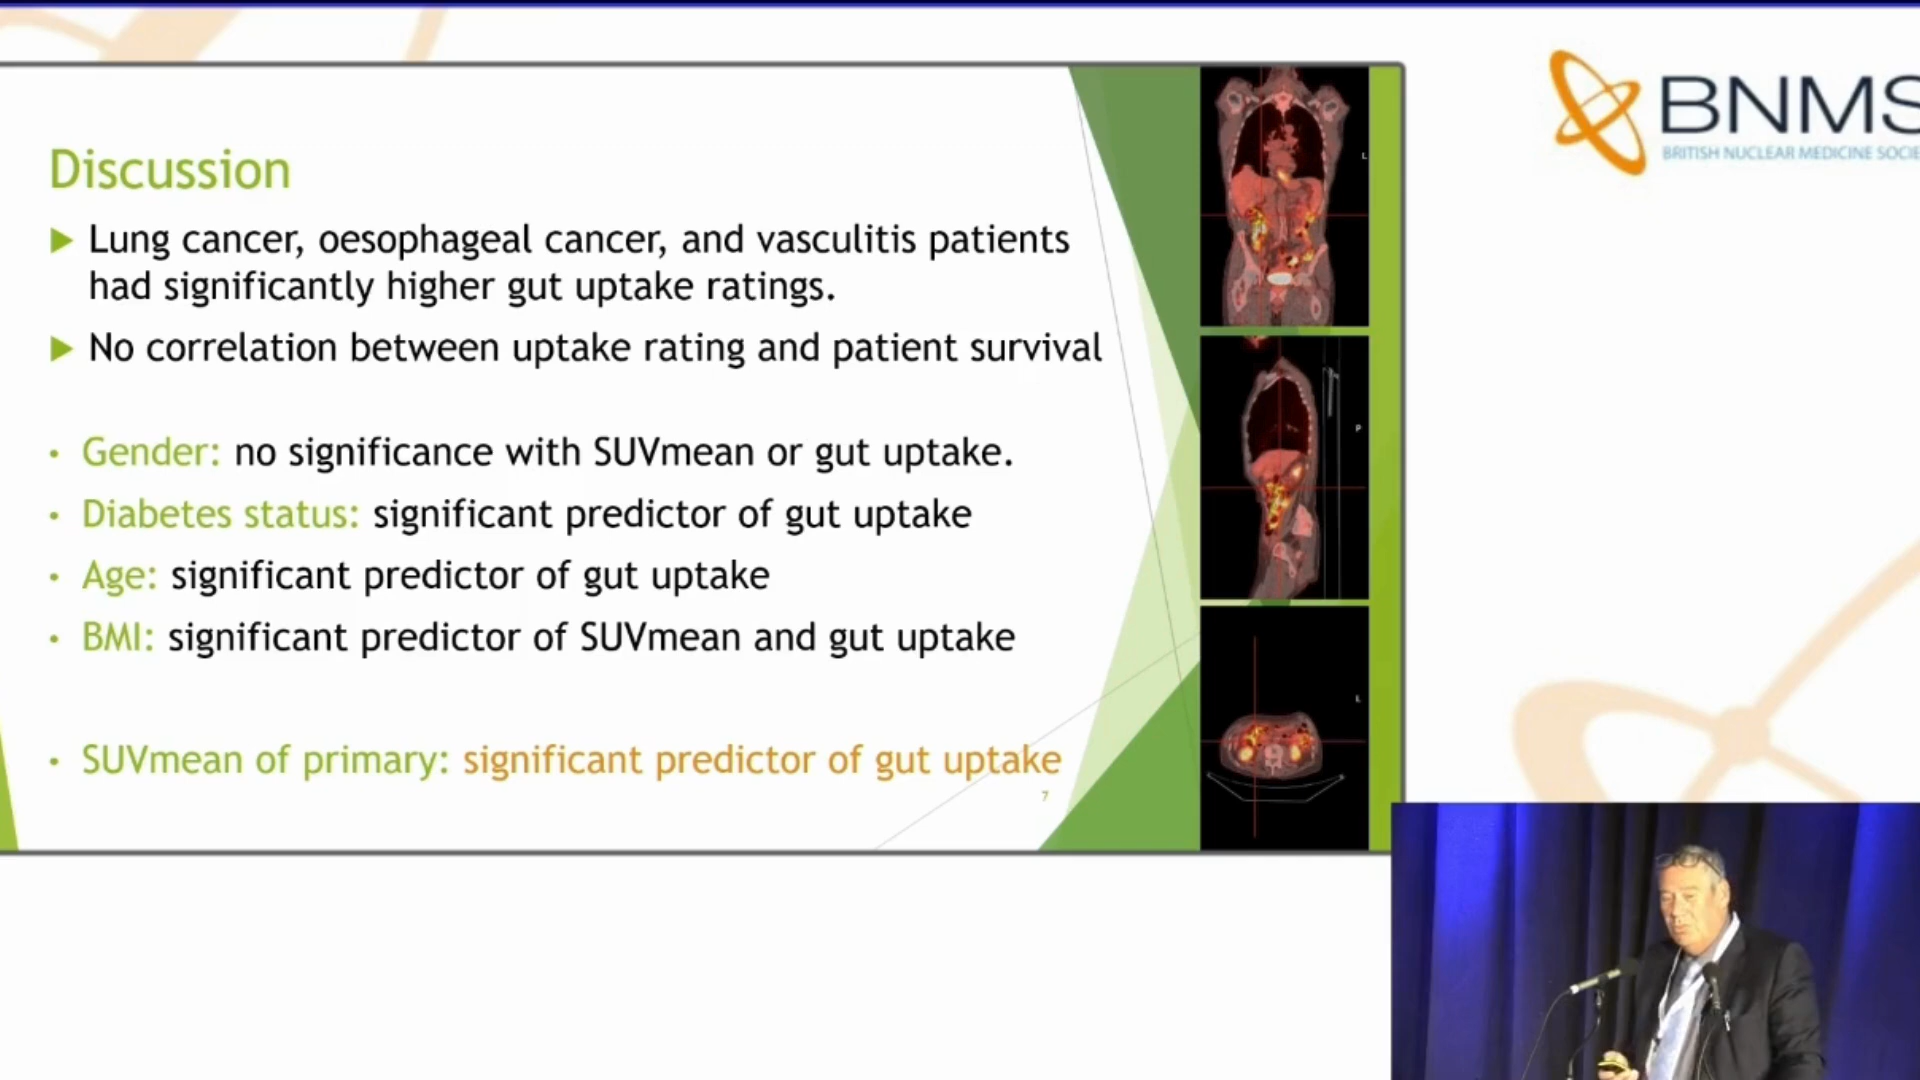 BNMS
BRITISH NUCLEAR MEDICINE
Discussion
Lung cancer, oesophageal cancer, and vasculitis patients
had significantly higher gut uptake ratings.
No correlation between uptake rating and patient survival
Gender: no significance with SUVmean or gut uptake.
Diabetes status: significant predictor of gut uptake
Age: significant predictor of gut uptake
BMI: significant predictor of SUVmean and gut uptake
SUVmean of primary: significant predictor of gut uptake
7
L
P
L